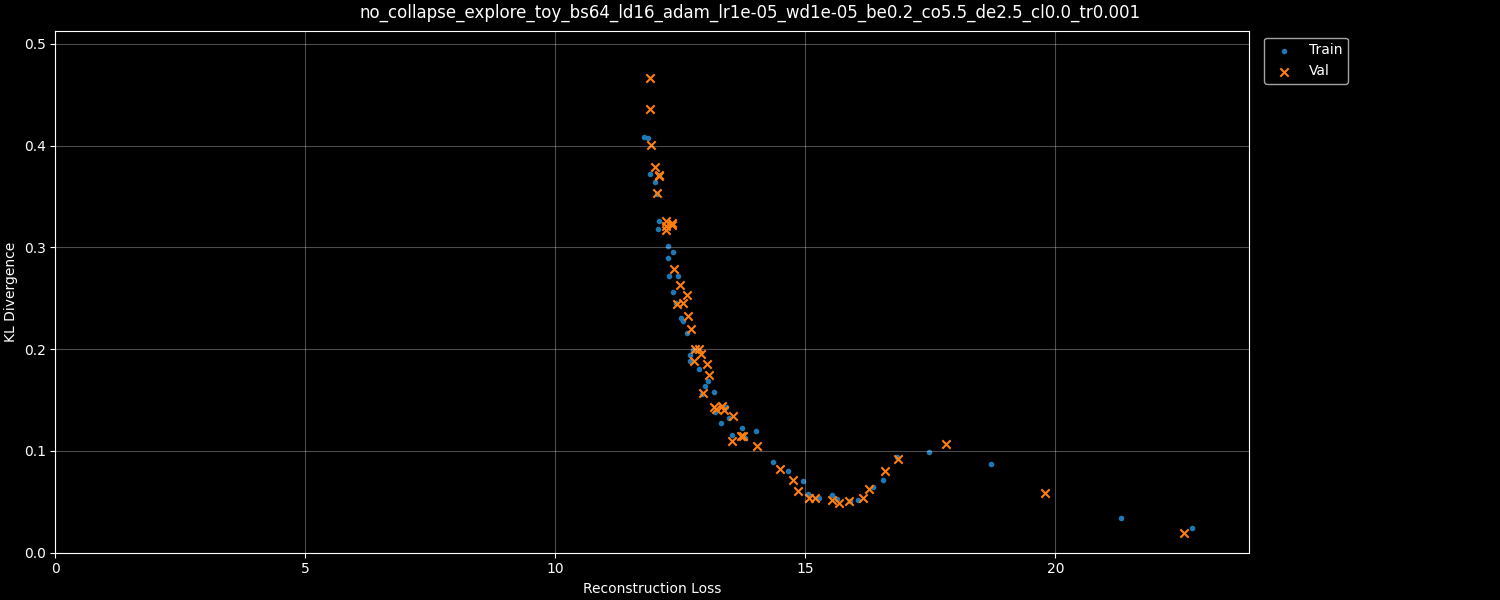 no_collapse_explore_toy_bs64_ld16_adam_lr1e-05_wd1e-05_be0.2_co5.5_de2.5_cl0.0_tr0.001
Train
Val
KL Divergence
0.5
0.4
0.3
0.2
0.1
0.0
0 5 10 15 20
Reconstruction Loss